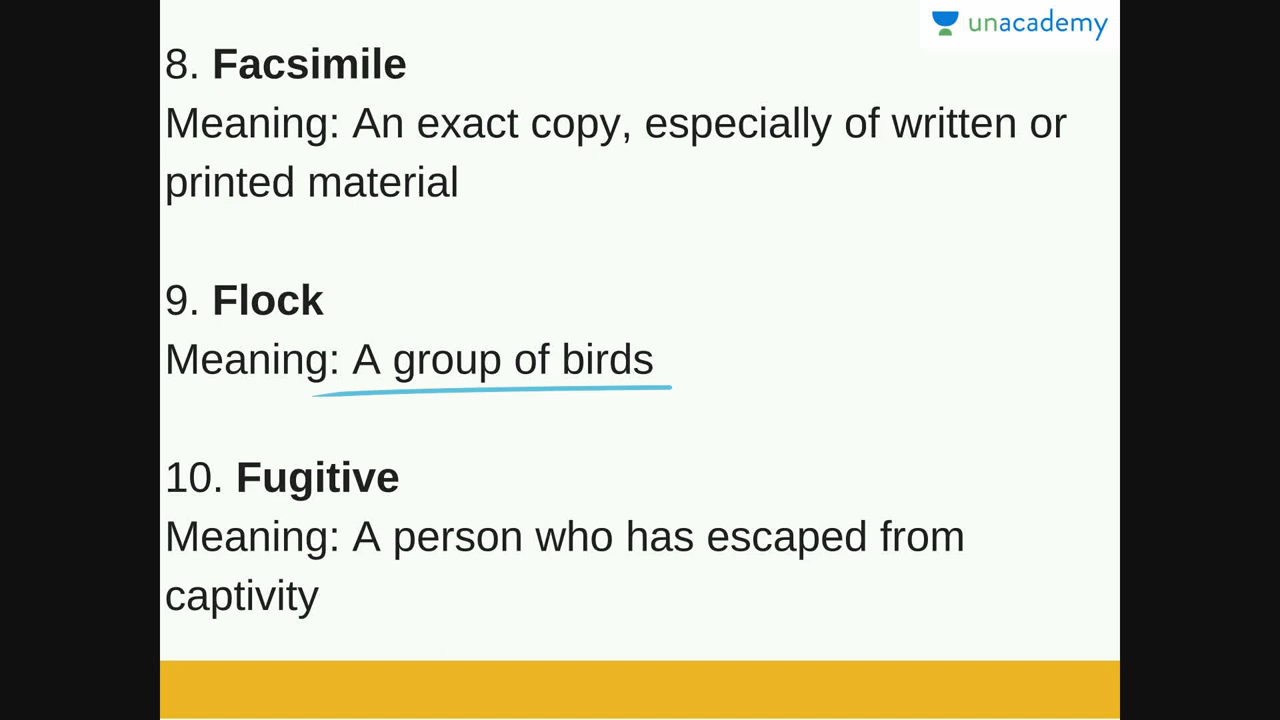 unacademy
8. Facsimile
Meaning: An exact copy, especially of written or
printed material
9. Flock
Meaning: A group of birds
10. Fugitive
Meaning: A person who has escaped from
captivity